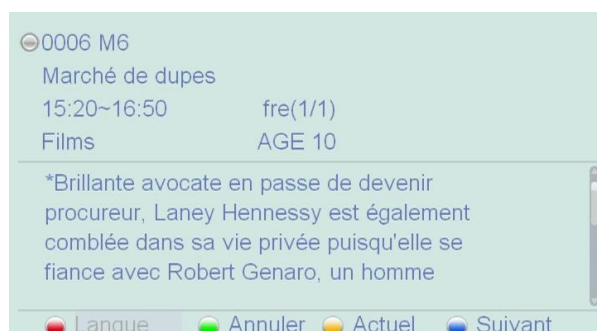 0006 M6
Marché de dupes
15:20~16:50 fre(1/1)
Films AGE 10
*Brillante avocate en passe de devenir
procureur, Laney Hennessy est également
comblée dans sa vie privée puisqu'elle se
fiance avec Robert Genaro, un homme
Langue Annuler Actuel Suivant